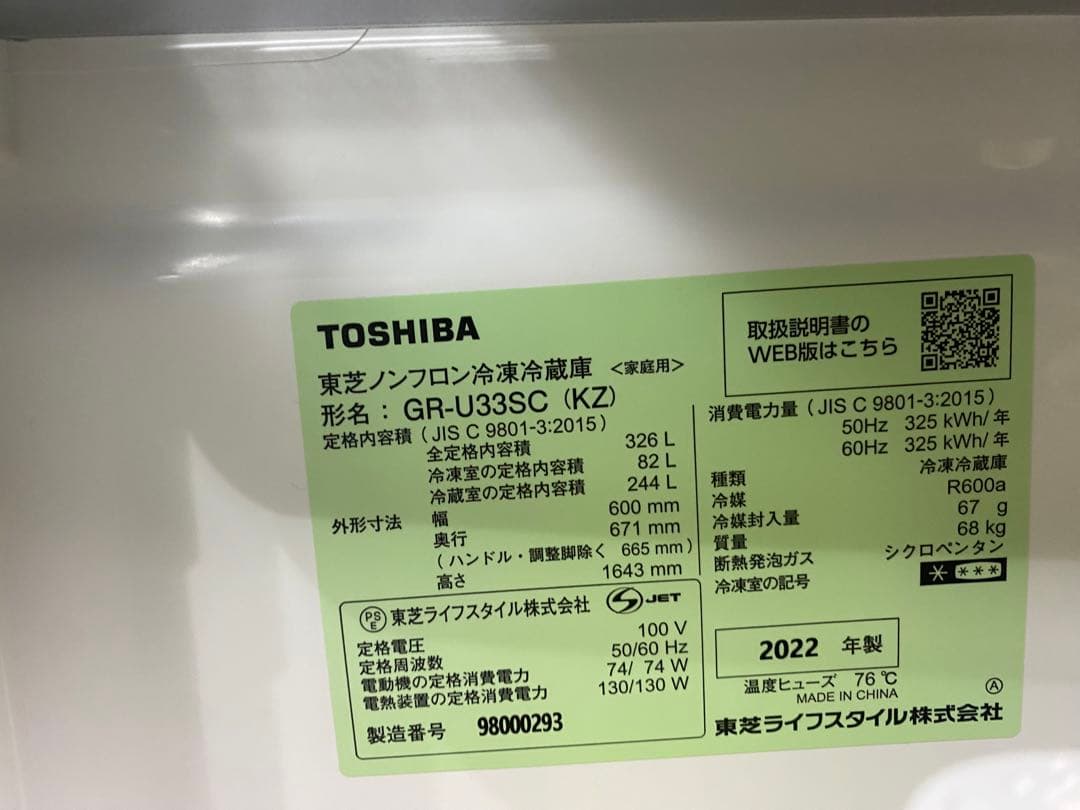 TOSHIBA
東芝ノンフロン冷凍冷蔵庫 <家庭用>
形名： GR-U33SC (KZ)
定格内容積 (JIS C 9801-3:2015)
全定格内容積 326 L
冷凍室の定格内容積 82 L
冷蔵室の定格内容積 244 L
外形寸法 幅 600 mm
奥行 671 mm
(ハンドル・調整脚除く 665 mm)
高さ 1643 mm
PSE 東芝ライフスタイル株式会社 S JET
定格電圧 100 V
定格周波数 50/60 Hz
電動機の定格消費電力 74/ 74 W
電熱装置の定格消費電力 130/130 W
製造番号 98000293
取扱説明書の
WEB版はこちら
消費電力量 (JIS C 9801-3:2015)
50Hz 325 kWh/年
60Hz 325 kWh/年
種類 冷凍冷蔵庫
冷媒 R600a
冷媒封入量 67 g
質量 68 kg
断熱発泡ガス シクロペンタン
冷凍室の記号 * ***
2022 年製
温度ヒューズ 76 ℃
MADE IN CHINA Ⓐ
東芝ライフスタイル株式会社